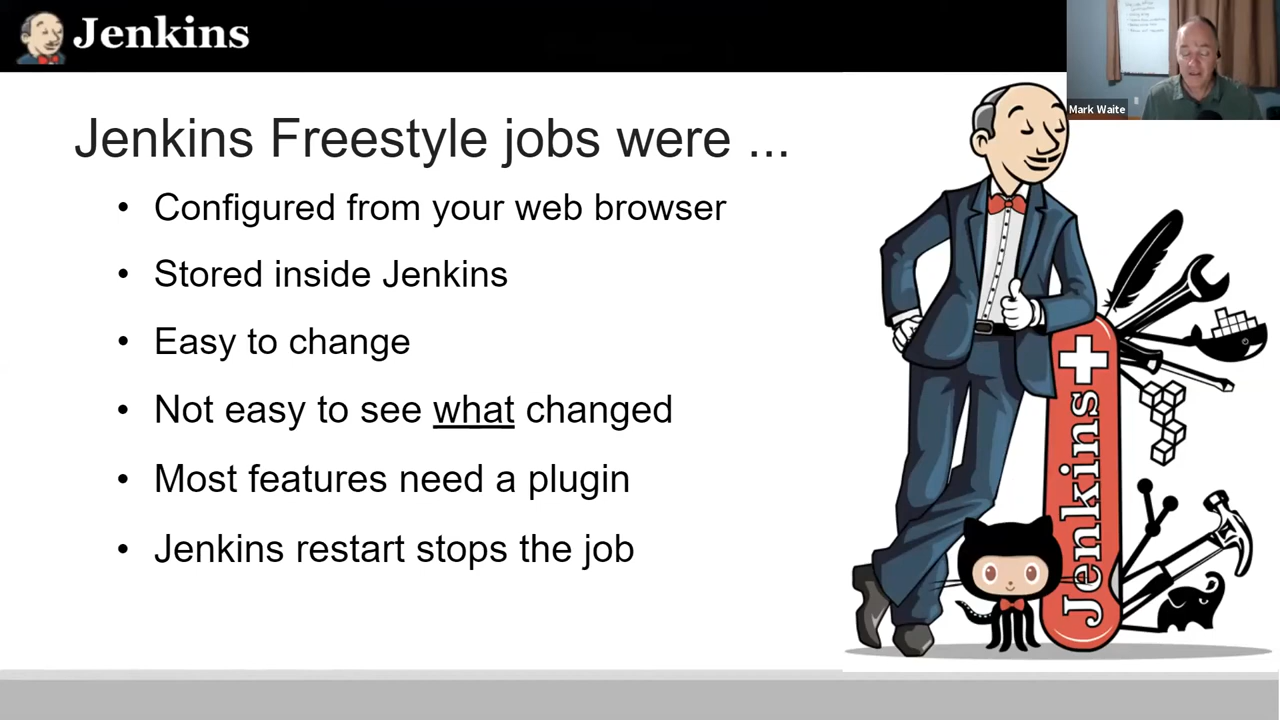 Jenkins
Mark Waite
Jenkins Freestyle jobs were ...
• Configured from your web browser
• Stored inside Jenkins
• Easy to change
• Not easy to see what changed
• Most features need a plugin
• Jenkins restart stops the job
Jenkins